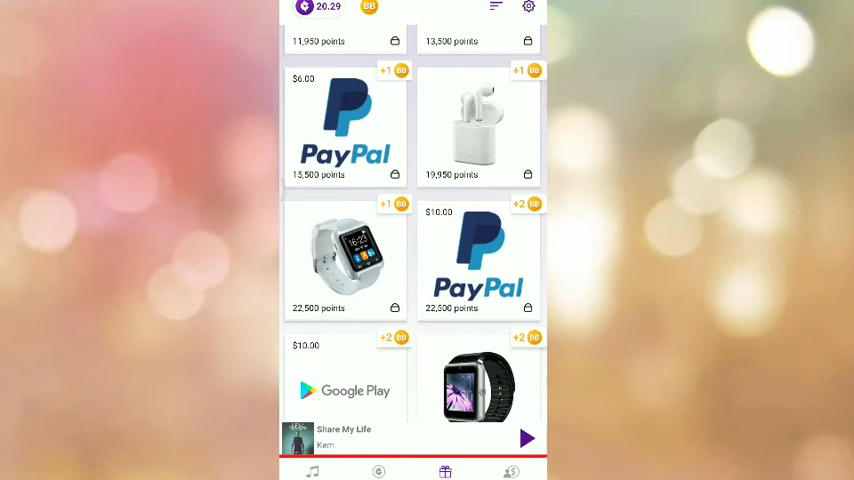 20.29 BB
11,950 points
13,500 points
+1 BB
$6.00
PayPal
15,500 points
+1 BB
19,950 points
+1 BB
16:23
22,500 points
+2 BB
$10.00
PayPal
22,500 points
+2 BB
$10.00
Google Play
+2 BB
Share My Life
Kem